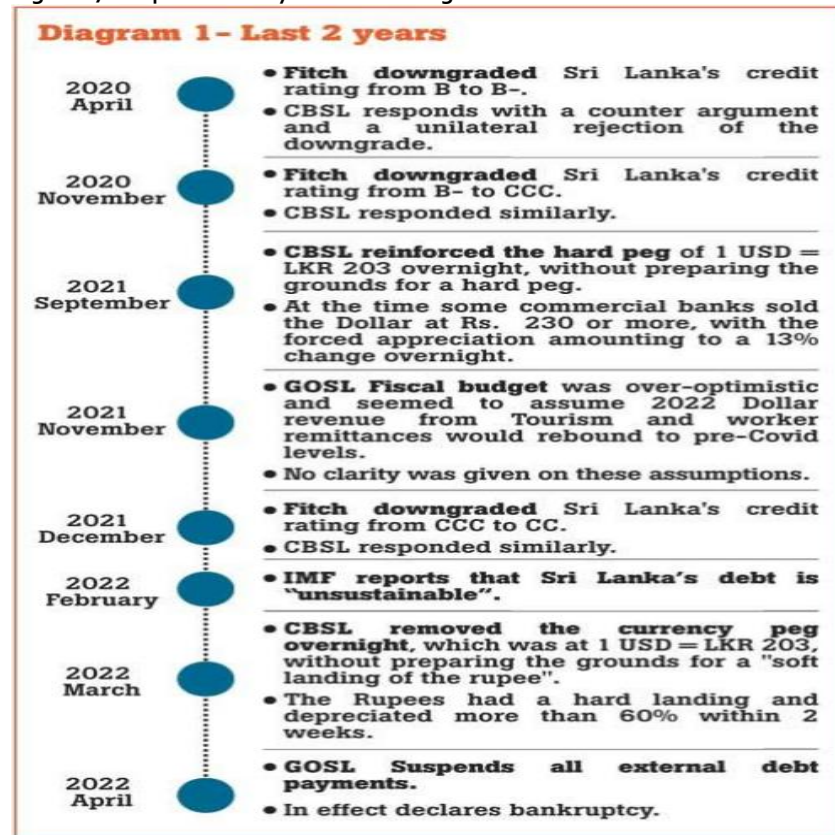 Diagram 1- Last 2 years
2020
April
• Fitch downgraded Sri Lanka's credit
rating from B to B-.
• CBSL responds with a counter argument
and a unilateral rejection of the
downgrade.
2020
November
• Fitch downgraded Sri Lanka's credit
rating from B- to CCC.
• CBSL responded similarly.
2021
September
• CBSL reinforced the hard peg of 1 USD =
LKR 203 overnight, without preparing the
grounds for a hard peg.
• At the time some commercial banks sold
the Dollar at Rs. 230 or more, with the
forced appreciation amounting to a 13%
change overnight.
2021
November
• GOSL Fiscal budget was over-optimistic
and seemed to assume 2022 Dollar
revenue from Tourism and worker
remittances would rebound to pre-Covid
levels.
• No clarity was given on these assumptions.
2021
December
• Fitch downgraded Sri Lanka's credit
rating from CCC to CC.
• CBSL responded similarly.
2022
February
• IMF reports that Sri Lanka's debt is
"unsustainable".
2022
March
• CBSL removed the currency peg
overnight, which was at 1 USD = LKR 203,
without preparing the grounds for a "soft
landing of the rupee".
• The Rupees had a hard landing and
depreciated more than 60% within 2
weeks.
2022
April
• GOSL Suspends all external debt
payments.
• In effect declares bankruptcy.